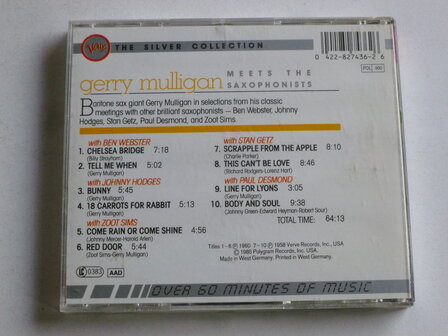 Verve THE SILVER COLLECTION
0 422-827436-2 6
POL 900
gerry mulligan MEETS THE SAXOPHONISTS
Baritone sax giant Gerry Mulligan in selections from his classic
meetings with other brilliant saxophonists — Ben Webster, Johnny
Hodges, Stan Getz, Paul Desmond, and Zoot Sims.
with BEN WEBSTER
1. CHELSEA BRIDGE 7:18
(Billy Strayhorn)
2. TELL ME WHEN 5:02
(Gerry Mulligan)
with JOHNNY HODGES
3. BUNNY 5:45
(Gerry Mulligan)
4. 18 CARROTS FOR RABBIT 5:13
(Gerry Mulligan)
with ZOOT SIMS
5. COME RAIN OR COME SHINE 4:56
(Johnny Mercer-Harold Arlen)
6. RED DOOR 5:44
(Zoot Sims-Gerry Mulligan)
with STAN GETZ
7. SCRAPPLE FROM THE APPLE 8:10
(Charlie Parker)
8. THIS CAN'T BE LOVE 8:46
(Richard Rodgers-Lorenz Hart)
with PAUL DESMOND
9. LINE FOR LYONS 3:05
(Gerry Mulligan)
10. BODY AND SOUL 9:38
(Johnny Green-Edward Heyman-Robert Sour)
TOTAL TIME: 64:13
0383
AAD
Titles 1-6 (P) 1960 7-10 (P) 1958 Verve Records, Inc., USA
© 1985 Polygram Records, Inc., USA
Made in West Germany. Printed in West Germany.
OVER 60 MINUTES OF MUSIC